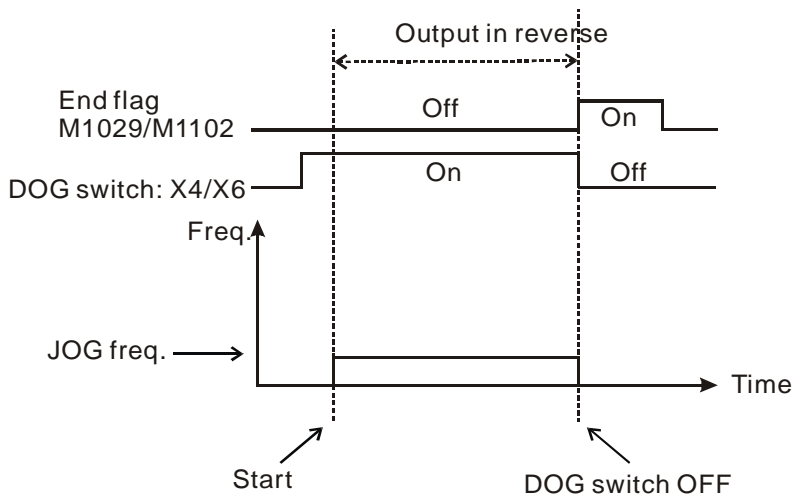 Output in reverse
End flag
M1029/M1102
Off
On
DOG switch: X4/X6
On
Off
Freq.
JOG freq.
Time
Start
DOG switch OFF